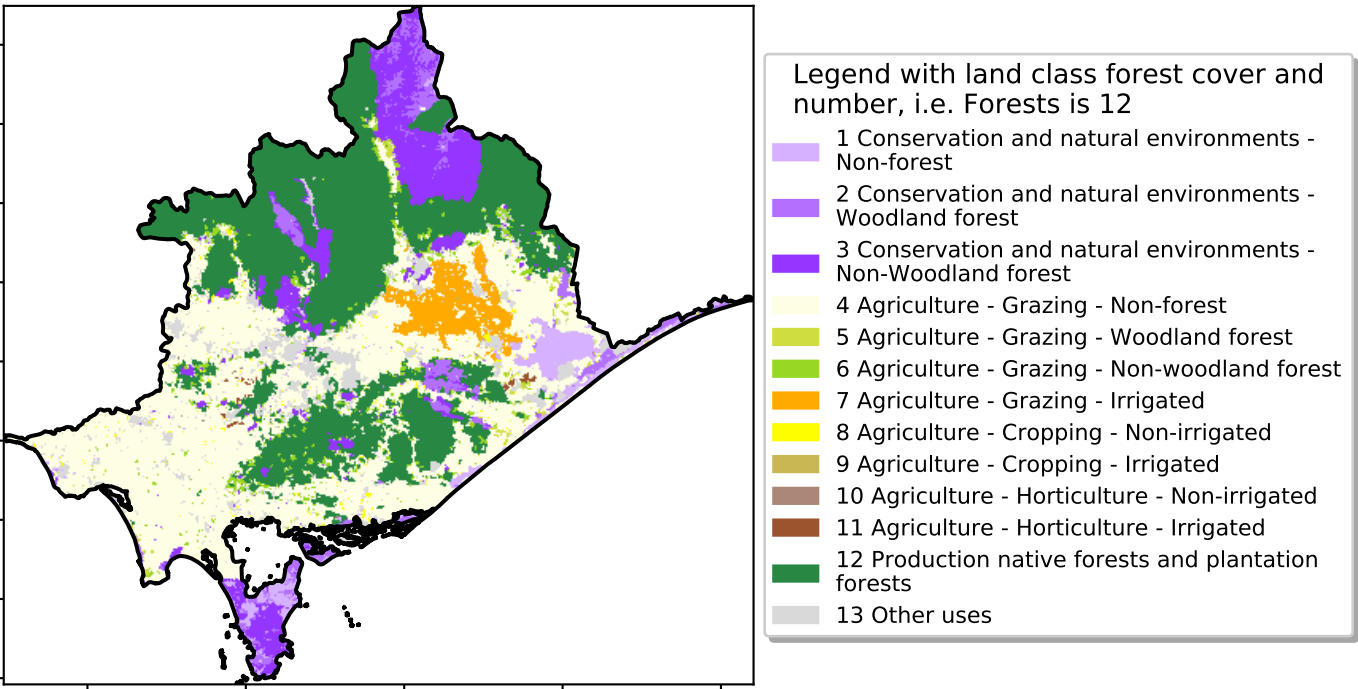 Legend with land class forest cover and
number, i.e. Forests is 12
1 Conservation and natural environments -
Non-forest
2 Conservation and natural environments -
Woodland forest
3 Conservation and natural environments -
Non-Woodland forest
4 Agriculture - Grazing - Non-forest
5 Agriculture - Grazing - Woodland forest
6 Agriculture - Grazing - Non-woodland forest
7 Agriculture - Grazing - Irrigated
8 Agriculture - Cropping - Non-irrigated
9 Agriculture - Cropping - Irrigated
10 Agriculture - Horticulture - Non-irrigated
11 Agriculture - Horticulture - Irrigated
12 Production native forests and plantation
forests
13 Other uses